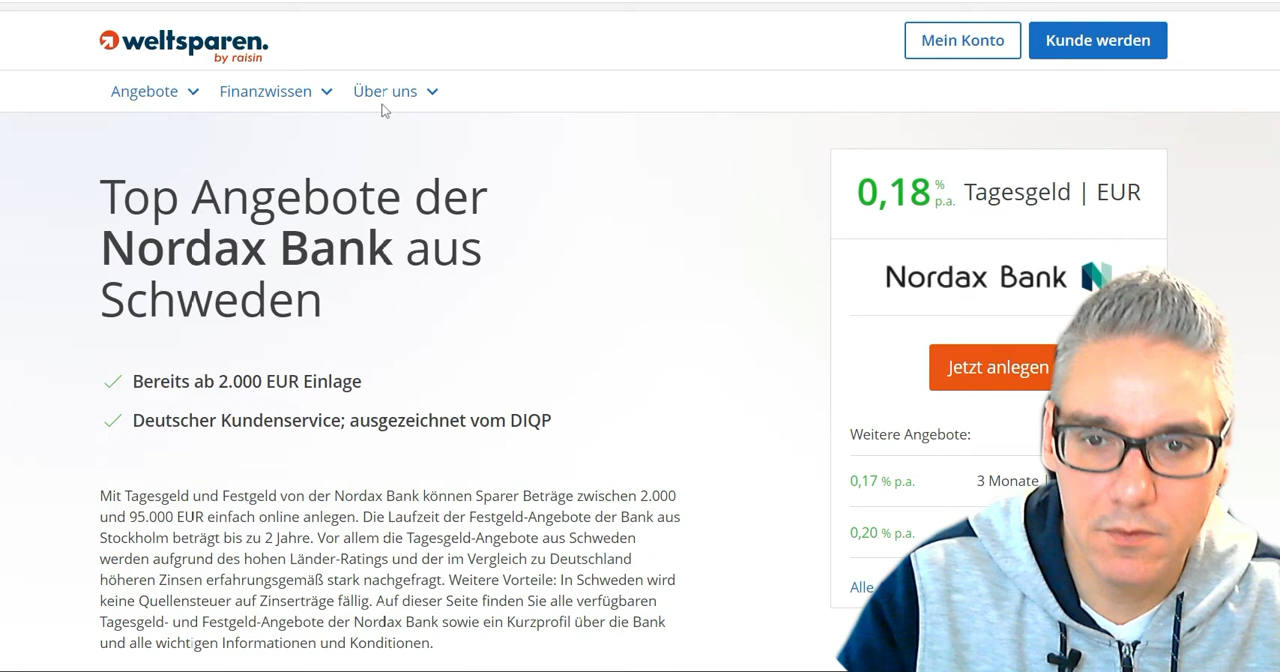 weltsparen.
by raisin
Mein Konto
Kunde werden
Angebote
Finanzwissen
Über uns
Top Angebote der
Nordax Bank aus
Schweden
Bereits ab 2.000 EUR Einlage
Deutscher Kundenservice; ausgezeichnet vom DIQP
Mit Tagesgeld und Festgeld von der Nordax Bank können Sparer Beträge zwischen 2.000
und 95.000 EUR einfach online anlegen. Die Laufzeit der Festgeld-Angebote der Bank aus
Stockholm beträgt bis zu 2 Jahre. Vor allem die Tagesgeld-Angebote aus Schweden
werden aufgrund des hohen Länder-Ratings und der im Vergleich zu Deutschland
höheren Zinsen erfahrungsgemäß stark nachgefragt. Weitere Vorteile: In Schweden wird
keine Quellensteuer auf Zinserträge fällig. Auf dieser Seite finden Sie alle verfügbaren
Tagesgeld- und Festgeld-Angebote der Nordax Bank sowie ein Kurzprofil über die Bank
und alle wichtigen Informationen und Konditionen.
0,18 % p.a. Tagesgeld | EUR
Nordax Bank
Jetzt anlegen
Weitere Angebote:
0,17 % p.a. 3 Monate |
0,20 % p.a.
Alle